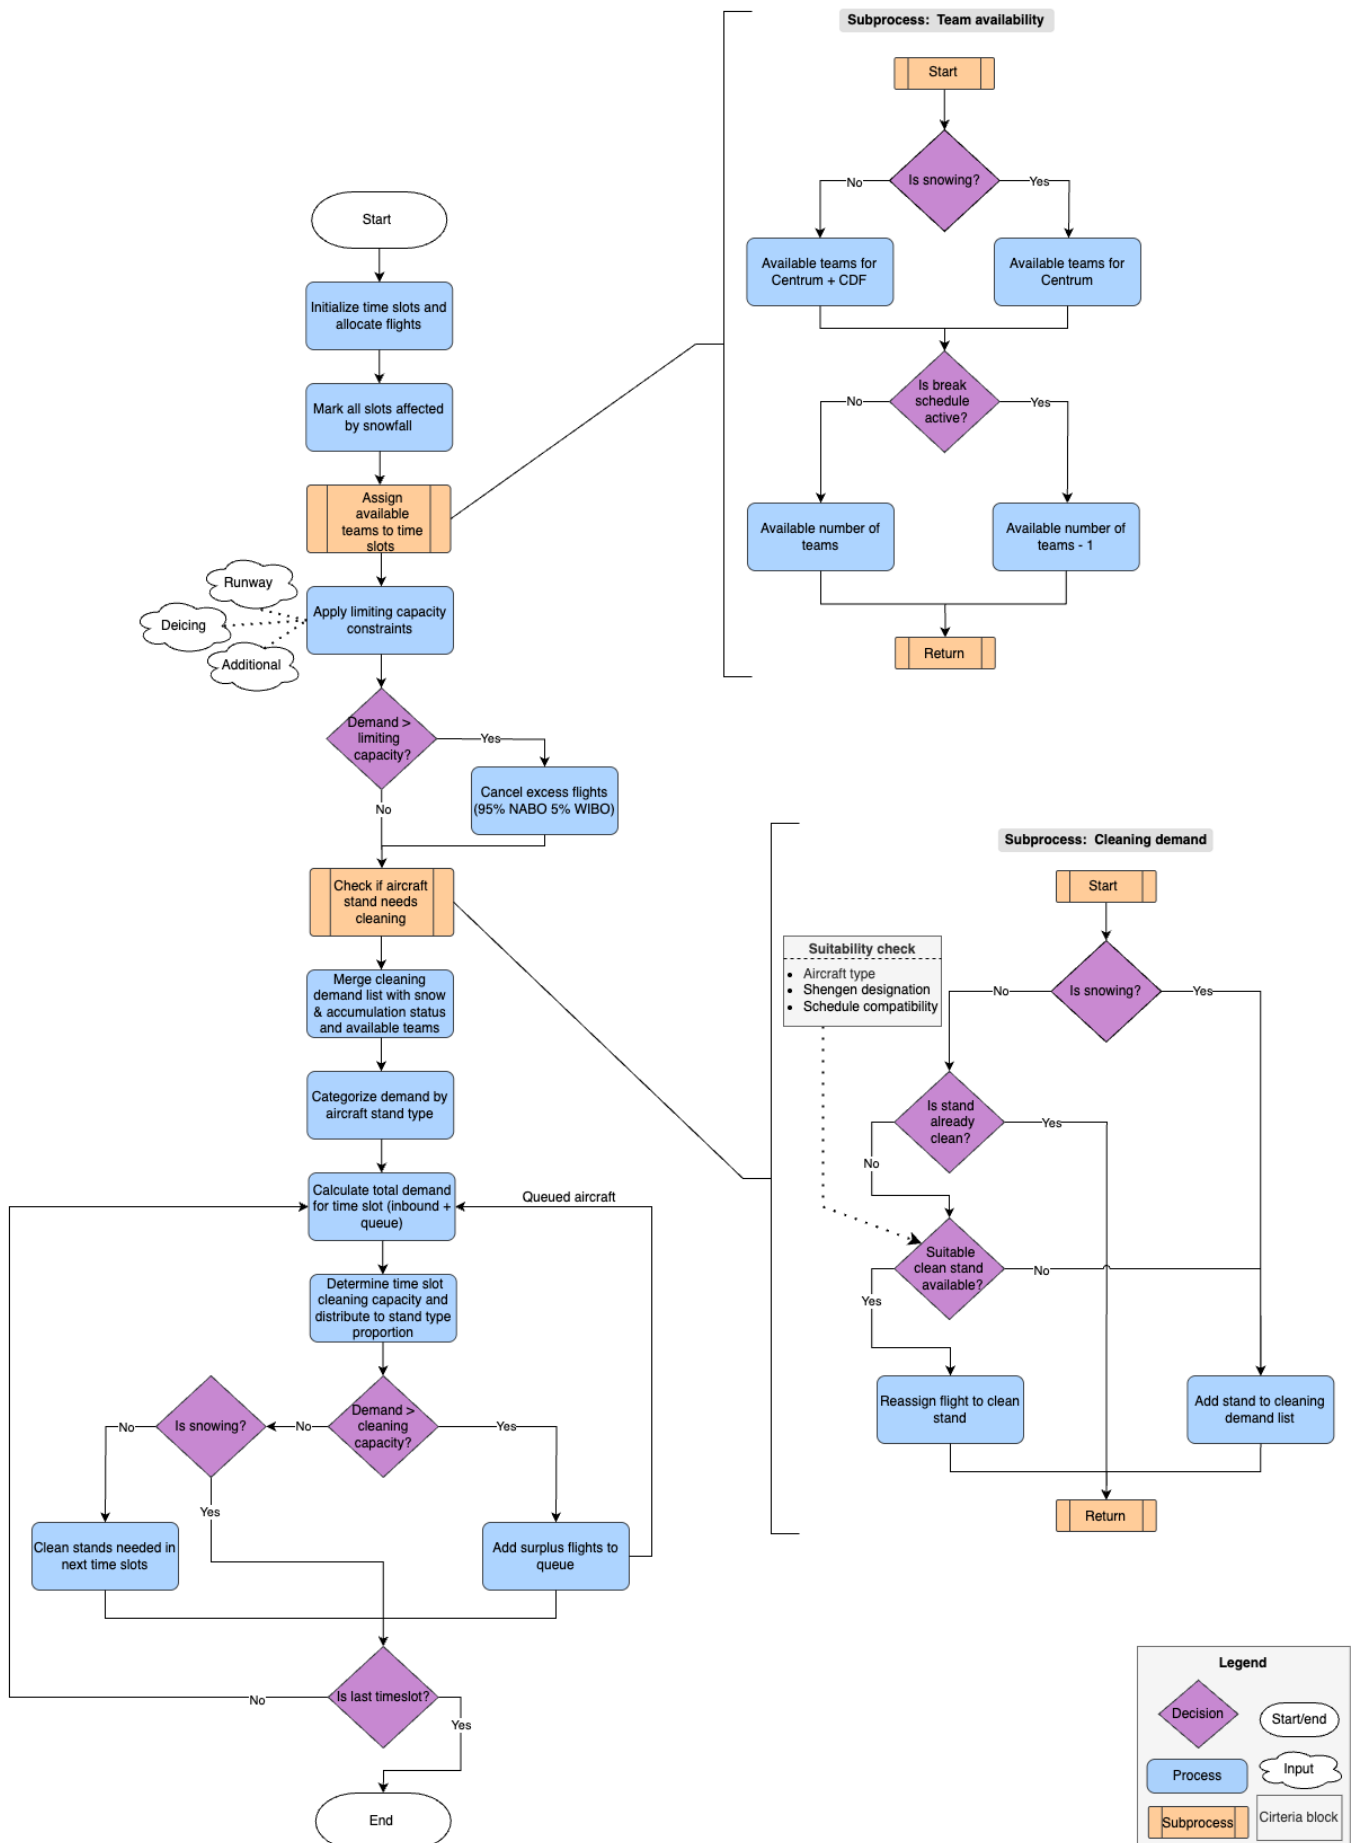 Subprocess: Team availability
Start
Is snowing?
No
Yes
Available teams for
Centrum + CDF
Available teams for
Centrum
Is break
schedule
active?
No
Yes
Available number of
teams
Available number of
teams - 1
Return
Start
Initialize time slots and
allocate flights
Mark all slots affected
by snowfall
Assign
available
teams to time
slots
Runway
Deicing
Additional
Apply limiting capacity
constraints
Demand >
limiting
capacity?
Yes
No
Cancel excess flights
(95% NABO 5% WIBO)
Check if aircraft
stand needs
cleaning
Merge cleaning
demand list with snow
& accumulation status
and available teams
Categorize demand by
aircraft stand type
Calculate total demand
for time slot (inbound +
queue)
Queued aircraft
Determine time slot
cleaning capacity and
distribute to stand type
proportion
Demand >
cleaning
capacity?
No
Yes
Is snowing?
No
Yes
Clean stands needed in
next time slots
Add surplus flights to
queue
Is last timeslot?
No
Yes
End
Subprocess: Cleaning demand
Start
Suitability check
• Aircraft type
• Shengen designation
• Schedule compatibility
Is snowing?
No
Yes
Is stand
already
clean?
Yes
No
Suitable
clean stand
available?
No
Yes
Reassign flight to clean
stand
Add stand to cleaning
demand list
Return
Legend
Decision
Start/end
Process
Input
Subprocess
Cirteria block